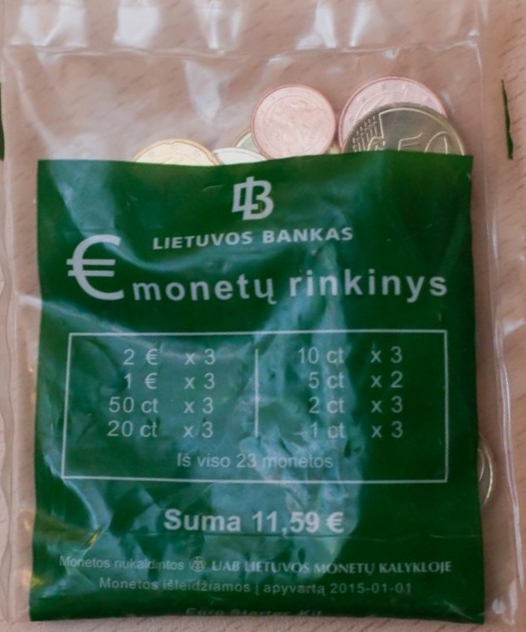 LIETUVOS BANKAS
€ monetų rinkinys
2 € x 3 10 ct x 3
1 € x 3 5 ct x 2
50 ct x 3 2 ct x 3
20 ct x 3 1 ct x 3
Iš viso 23 monetos
Suma 11,59 €
Monetos nukaldintos UAB LIETUVOS MONETŲ KALYKLOJE
Monetos išleidžiamos į apyvartą 2015-01-01
Euro Starter Kit
50